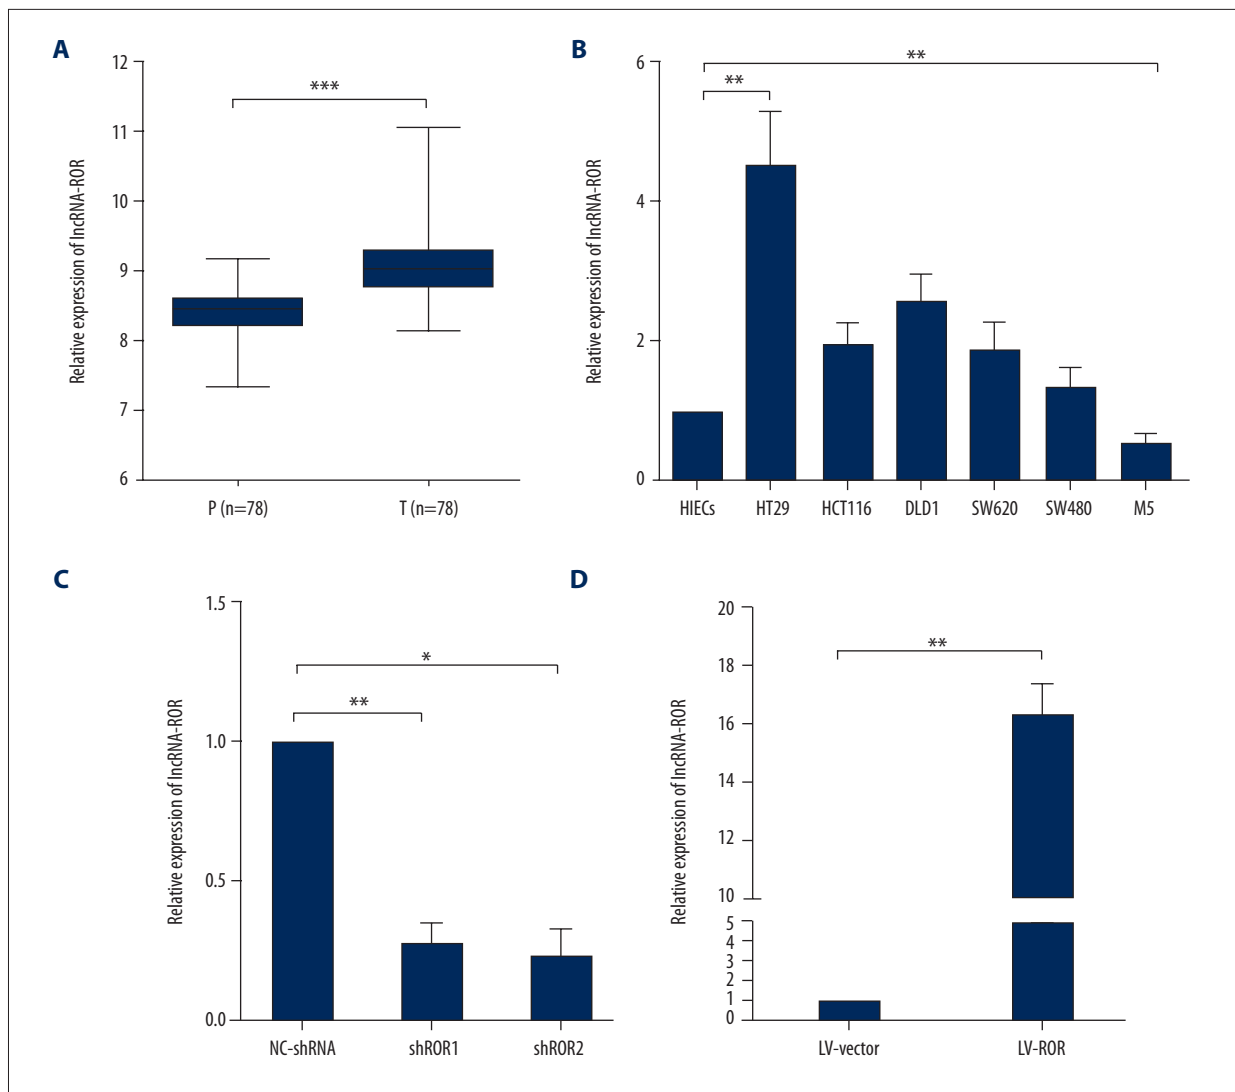 A
Relative expression of lncRNA-ROR
12
11
10
9
8
7
6
***
P (n=78)
T (n=78)
B
Relative expression of lncRNA-ROR
6
4
2
0
**
**
HIECs
HT29
HCT116
DLD1
SW620
SW480
M5
C
Relative expression of lncRNA-ROR
1.5
1.0
0.5
0.0
*
**
NC-shRNA
shROR1
shROR2
D
Relative expression of lncRNA-ROR
20
18
16
14
12
10
5
4
3
2
1
0
**
LV-vector
LV-ROR